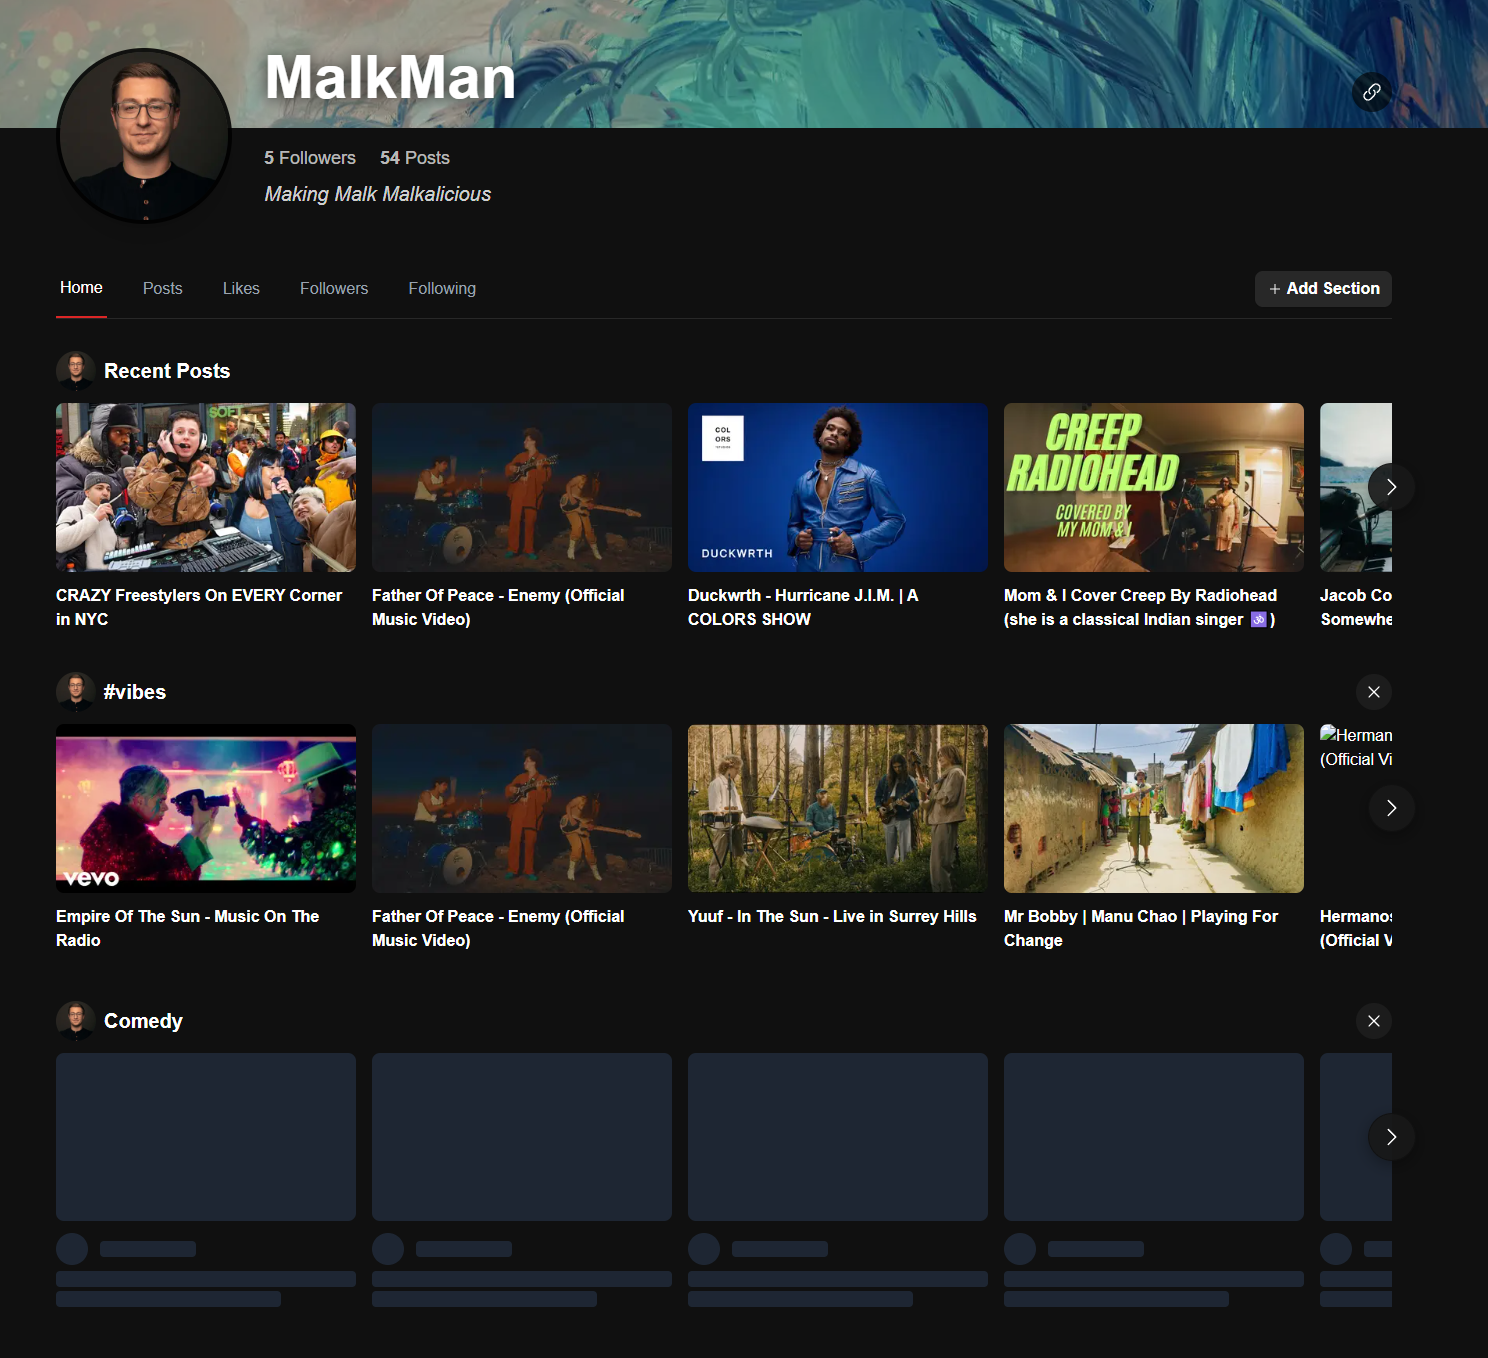 MalkMan
5 Followers 54 Posts
Making Malk Malkalicious
Home Posts Likes Followers Following
+ Add Section
Recent Posts
SOFT
COL
ORS
DUCKWRTH
CREEP
RADIOHEAD
COVERED BY
MY MOM & I
CRAZY Freestylers On EVERY Corner
in NYC
Father Of Peace - Enemy (Official
Music Video)
Duckwrth - Hurricane J.I.M. | A
COLORS SHOW
Mom & I Cover Creep By Radiohead
(she is a classical Indian singer 🕉️)
Jacob Co
Somewhe
#vibes
vevo
Herman
(Official Vi
Empire Of The Sun - Music On The
Radio
Father Of Peace - Enemy (Official
Music Video)
Yuuf - In The Sun - Live in Surrey Hills
Mr Bobby | Manu Chao | Playing For
Change
Hermanos
(Official V
Comedy